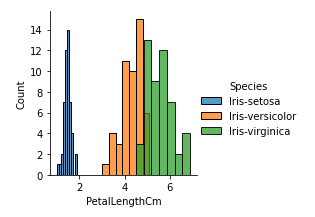 14
12
10
8
6
4
2
0
Count
2
4
6
PetalLengthCm
Species
Iris-setosa
Iris-versicolor
Iris-virginica